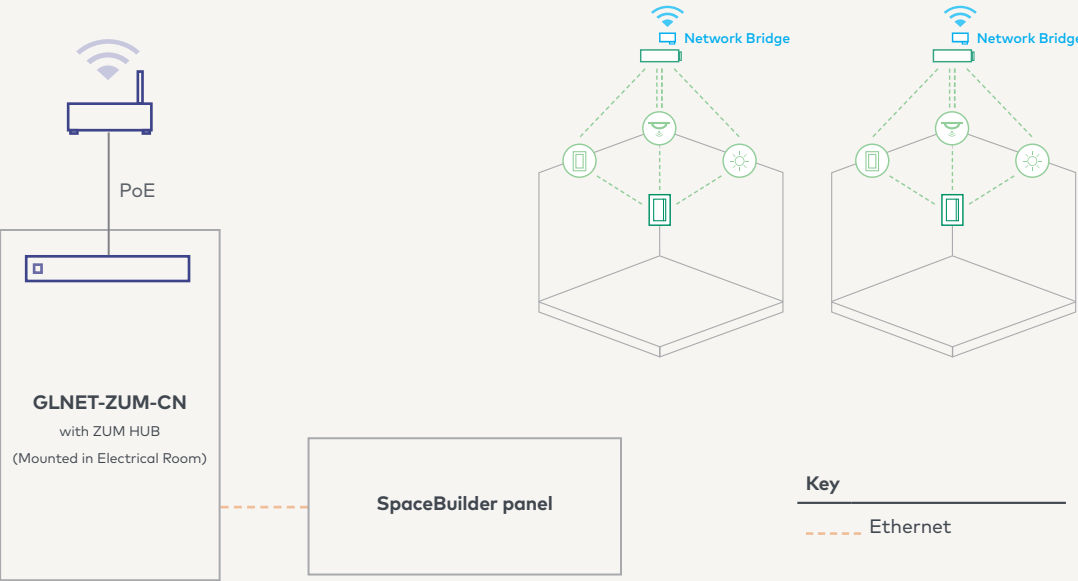 Network Bridge
Network Bridge
PoE
GLNET-ZUM-CN
with ZUM HUB
(Mounted in Electrical Room)
SpaceBuilder panel
Key
Ethernet